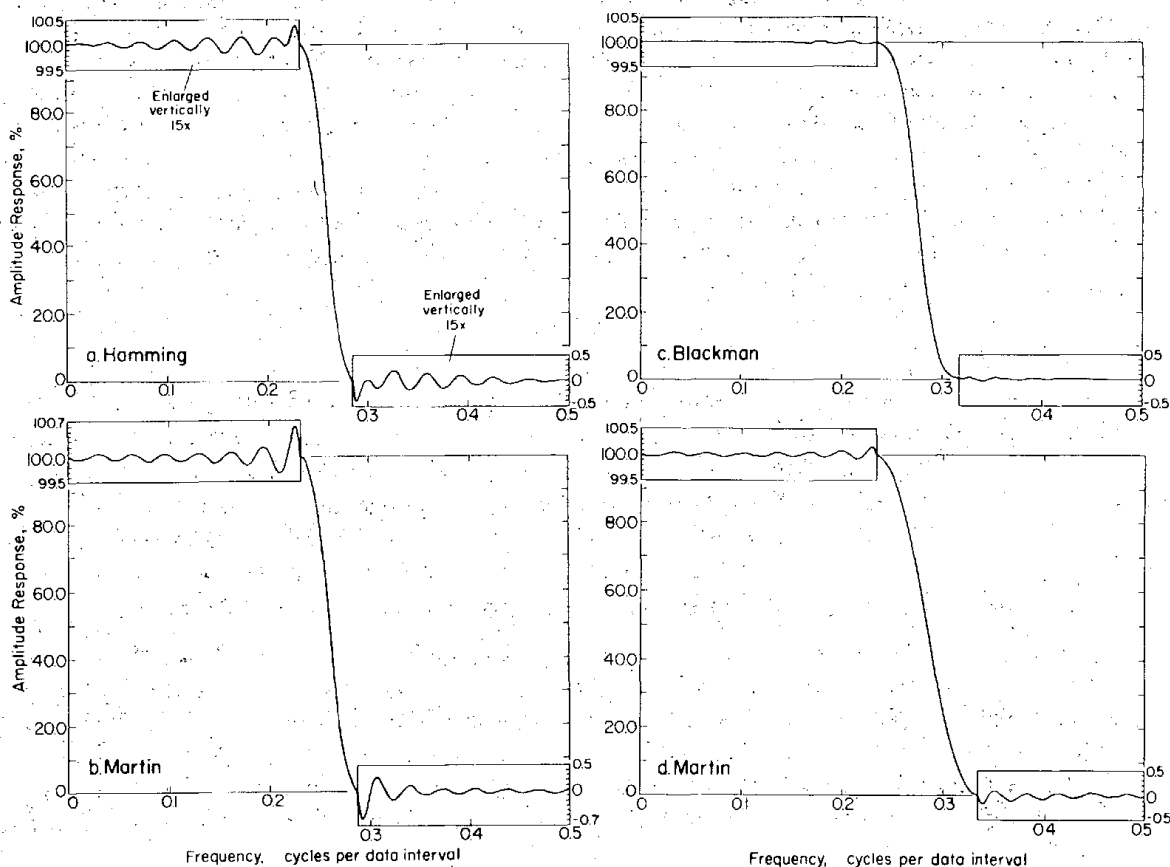 100.5
100.0
99.5
Enlarged
vertically
15x
80.0
60.0
40.0
20.0
0
Amplitude Response, %
a. Hamming
Enlarged
vertically
15x
0.5
0
-0.5
0 0.1 0.2 0.3 0.4 0.5
100.5
100.0
99.5
80.0
60.0
40.0
20.0
0
c. Blackman
0.5
0
-0.5
0 0.1 0.2 0.3 0.4 0.5
100.7
100.0
99.5
80.0
60.0
40.0
20.0
0
Amplitude Response, %
b. Martin
0.5
0
-0.7
0 0.1 0.2 0.3 0.4 0.5
Frequency, cycles per data interval
100.5
100.0
99.5
80.0
60.0
40.0
20.0
0
d. Martin
0.5
0
-0.5
0 0.1 0.2 0.3 0.4 0.5
Frequency, cycles per data interval